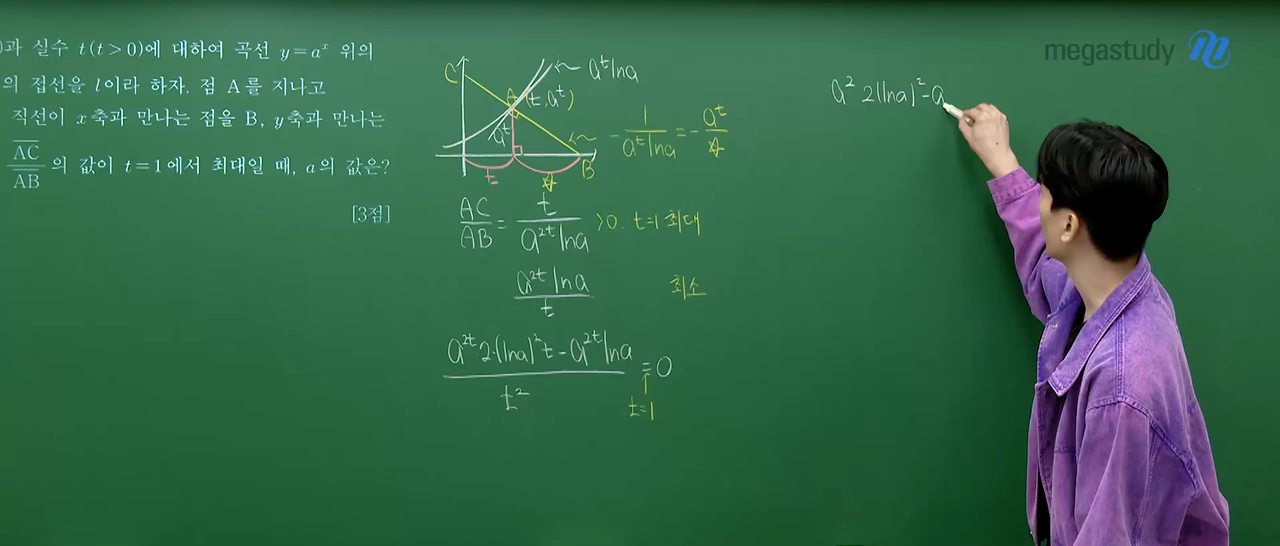 )과 실수 t(t>0)에 대하여 곡선 y=a^x 위의
의 접선을 l이라 하자. 점 A를 지나고
직선이 x축과 만나는 점을 B, y축과 만나는
AC/AB 의 값이 t=1에서 최대일 때, a의 값은?
[3점]
C
A (t, a^t)
a^t ln a
a^t
t
☆
B
-1/(a^t ln a) = -a^t/☆
AC/AB = t/(a^{2t} ln a) >0. t=1 최대
a^{2t} ln a/t 최소
(a^{2t}·2·(ln a)^2 t - a^{2t} ln a)/t^2 = 0
↑
t=1
megastudy M
a^2 2(ln a)^2 - a